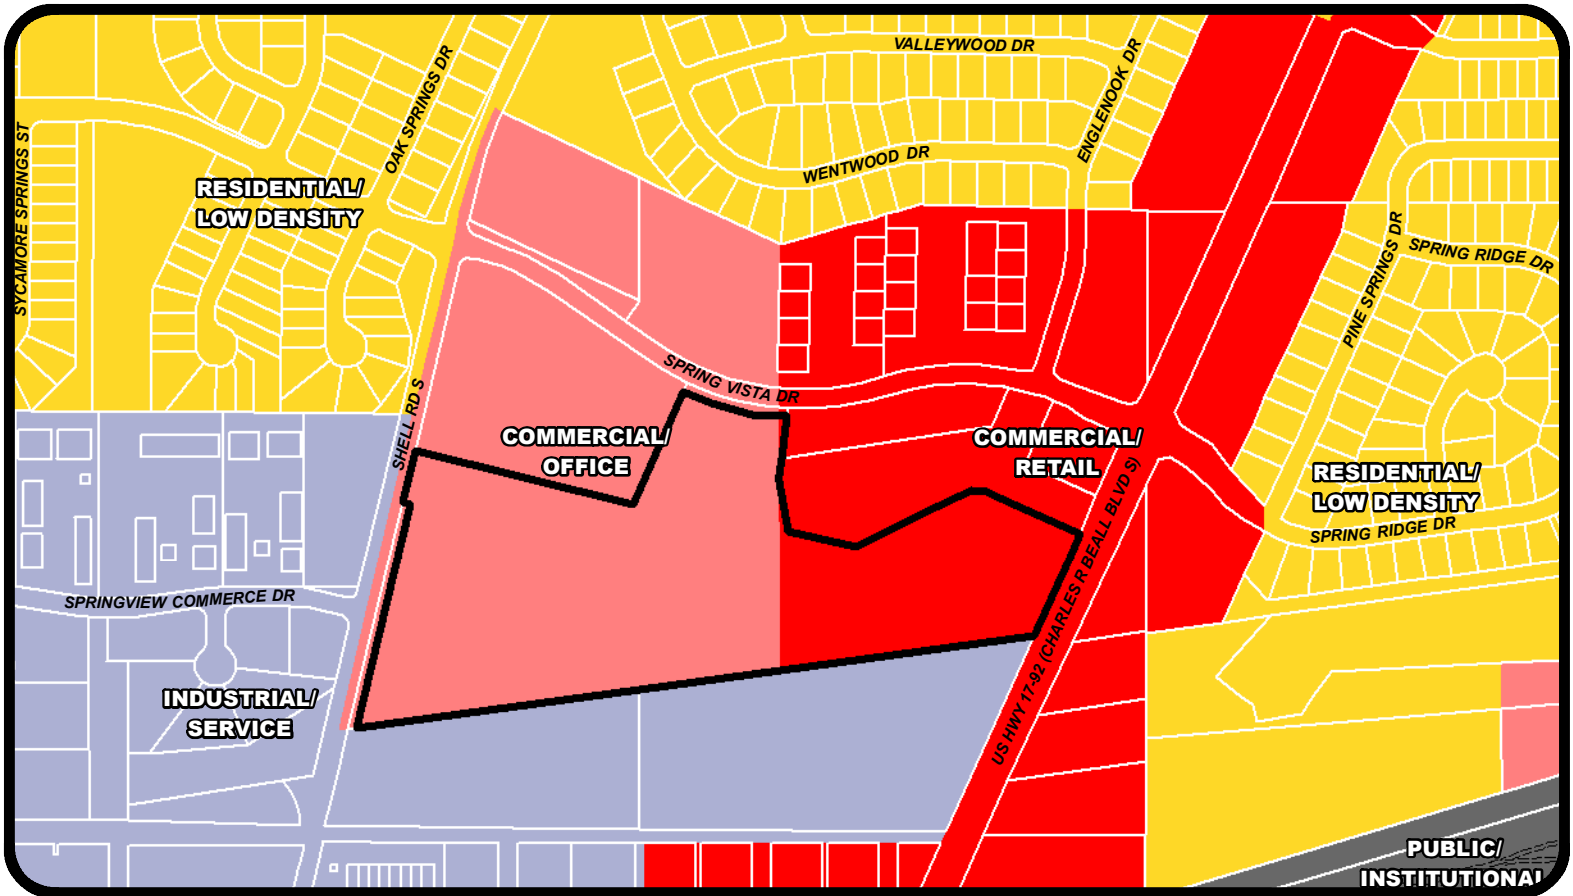 VALLEYWOOD DR
OAK SPRINGS DR
ENGLENOOK DR
SYCAMORE SPRINGS ST
WENTWOOD DR
RESIDENTIAL/
LOW DENSITY
PINE SPRINGS DR
SPRING RIDGE DR
SPRING VISTA DR
SHELL RD S
COMMERCIAL/
OFFICE
COMMERCIAL/
RETAIL
RESIDENTIAL/
LOW DENSITY
SPRING RIDGE DR
US HWY 17-92 (CHARLES R BEALL BLVD S)
SPRINGVIEW COMMERCE DR
INDUSTRIAL/
SERVICE
PUBLIC/
INSTITUTIONAL